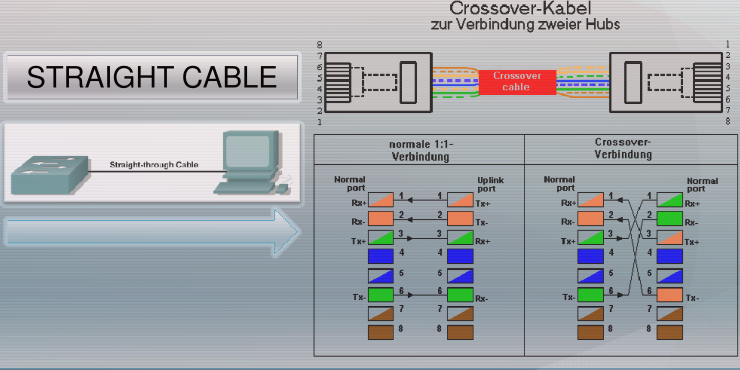 Crossover-Kabel
zur Verbindung zweier Hubs
STRAIGHT CABLE
Straight-through Cable
8
7
6
5
4
3
2
1
Crossover
cable
1
2
3
4
5
6
7
8
normale 1:1-
Verbindung
Normal
port
Uplink
port
Rx+ 1 1 Tx+
Rx- 2 2 Tx-
Tx+ 3 3 Rx+
4 4
5 5
Tx- 6 6 Rx-
7 7
8 8
Crossover-
Verbindung
Normal
port
Normal
port
Rx+ 1 1 Rx+
Rx- 2 2 Rx-
Tx+ 3 3 Tx+
4 4
5 5
Tx- 6 6 Tx-
7 7
8 8